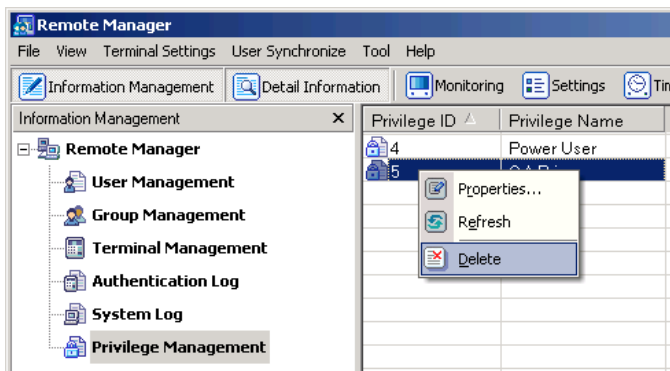 Remote Manager
File View Terminal Settings User Synchronize Tool Help
Information Management Detail Information Monitoring Settings
Information Management X Privilege ID Privilege Name
Remote Manager
4 Power User
5
User Management
Properties...
Group Management
Refresh
Terminal Management
Delete
Authentication Log
System Log
Privilege Management